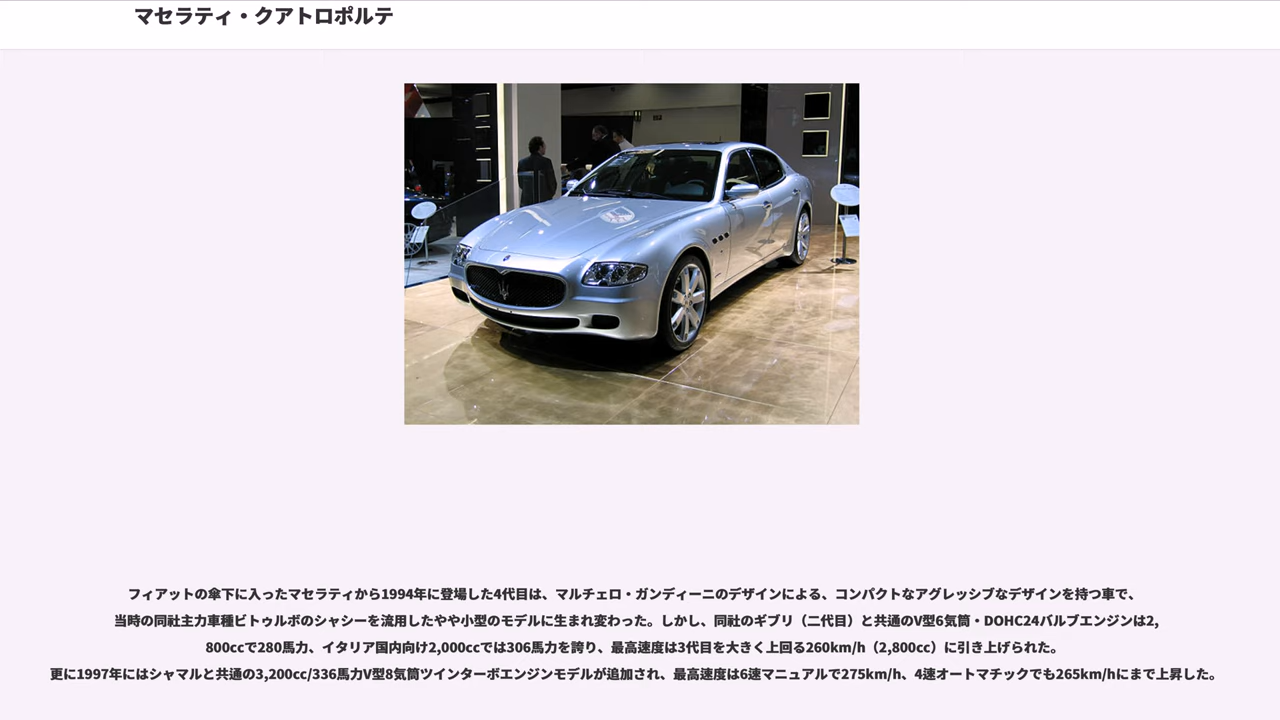 マセラティ・クアトロポルテ
フィアットの傘下に入ったマセラティから1994年に登場した4代目は、マルチェロ・ガンディーニのデザインによる、コンパクトなアグレッシブなデザインを持つ車で、
当時の同社主力車種ビトゥルボのシャシーを流用したやや小型のモデルに生まれ変わった。しかし、同社のギブリ（二代目）と共通のV型6気筒・DOHC24バルブエンジンは2,
800ccで280馬力、イタリア国内向け2,000ccでは306馬力を誇り、最高速度は3代目を大きく上回る260km/h（2,800cc）に引き上げられた。
更に1997年にはシャマルと共通の3,200cc/336馬力V型8気筒ツインターボエンジンモデルが追加され、最高速度は6速マニュアルで275km/h、4速オートマチックでも265km/hにまで上昇した。